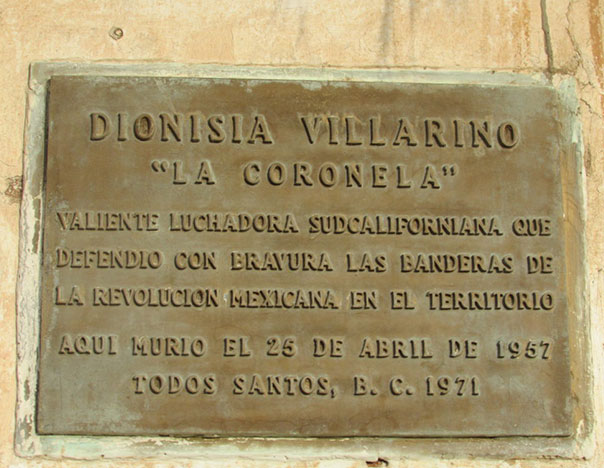 DIONISIA VILLARINO
"LA CORONELA"
VALIENTE LUCHADORA SUDCALIFORNIANA QUE
DEFENDIO CON BRAVURA LAS BANDERAS DE
LA REVOLUCION MEXICANA EN EL TERRITORIO
AQUI MURIO EL 25 DE ABRIL DE 1957
TODOS SANTOS, B. C. 1971